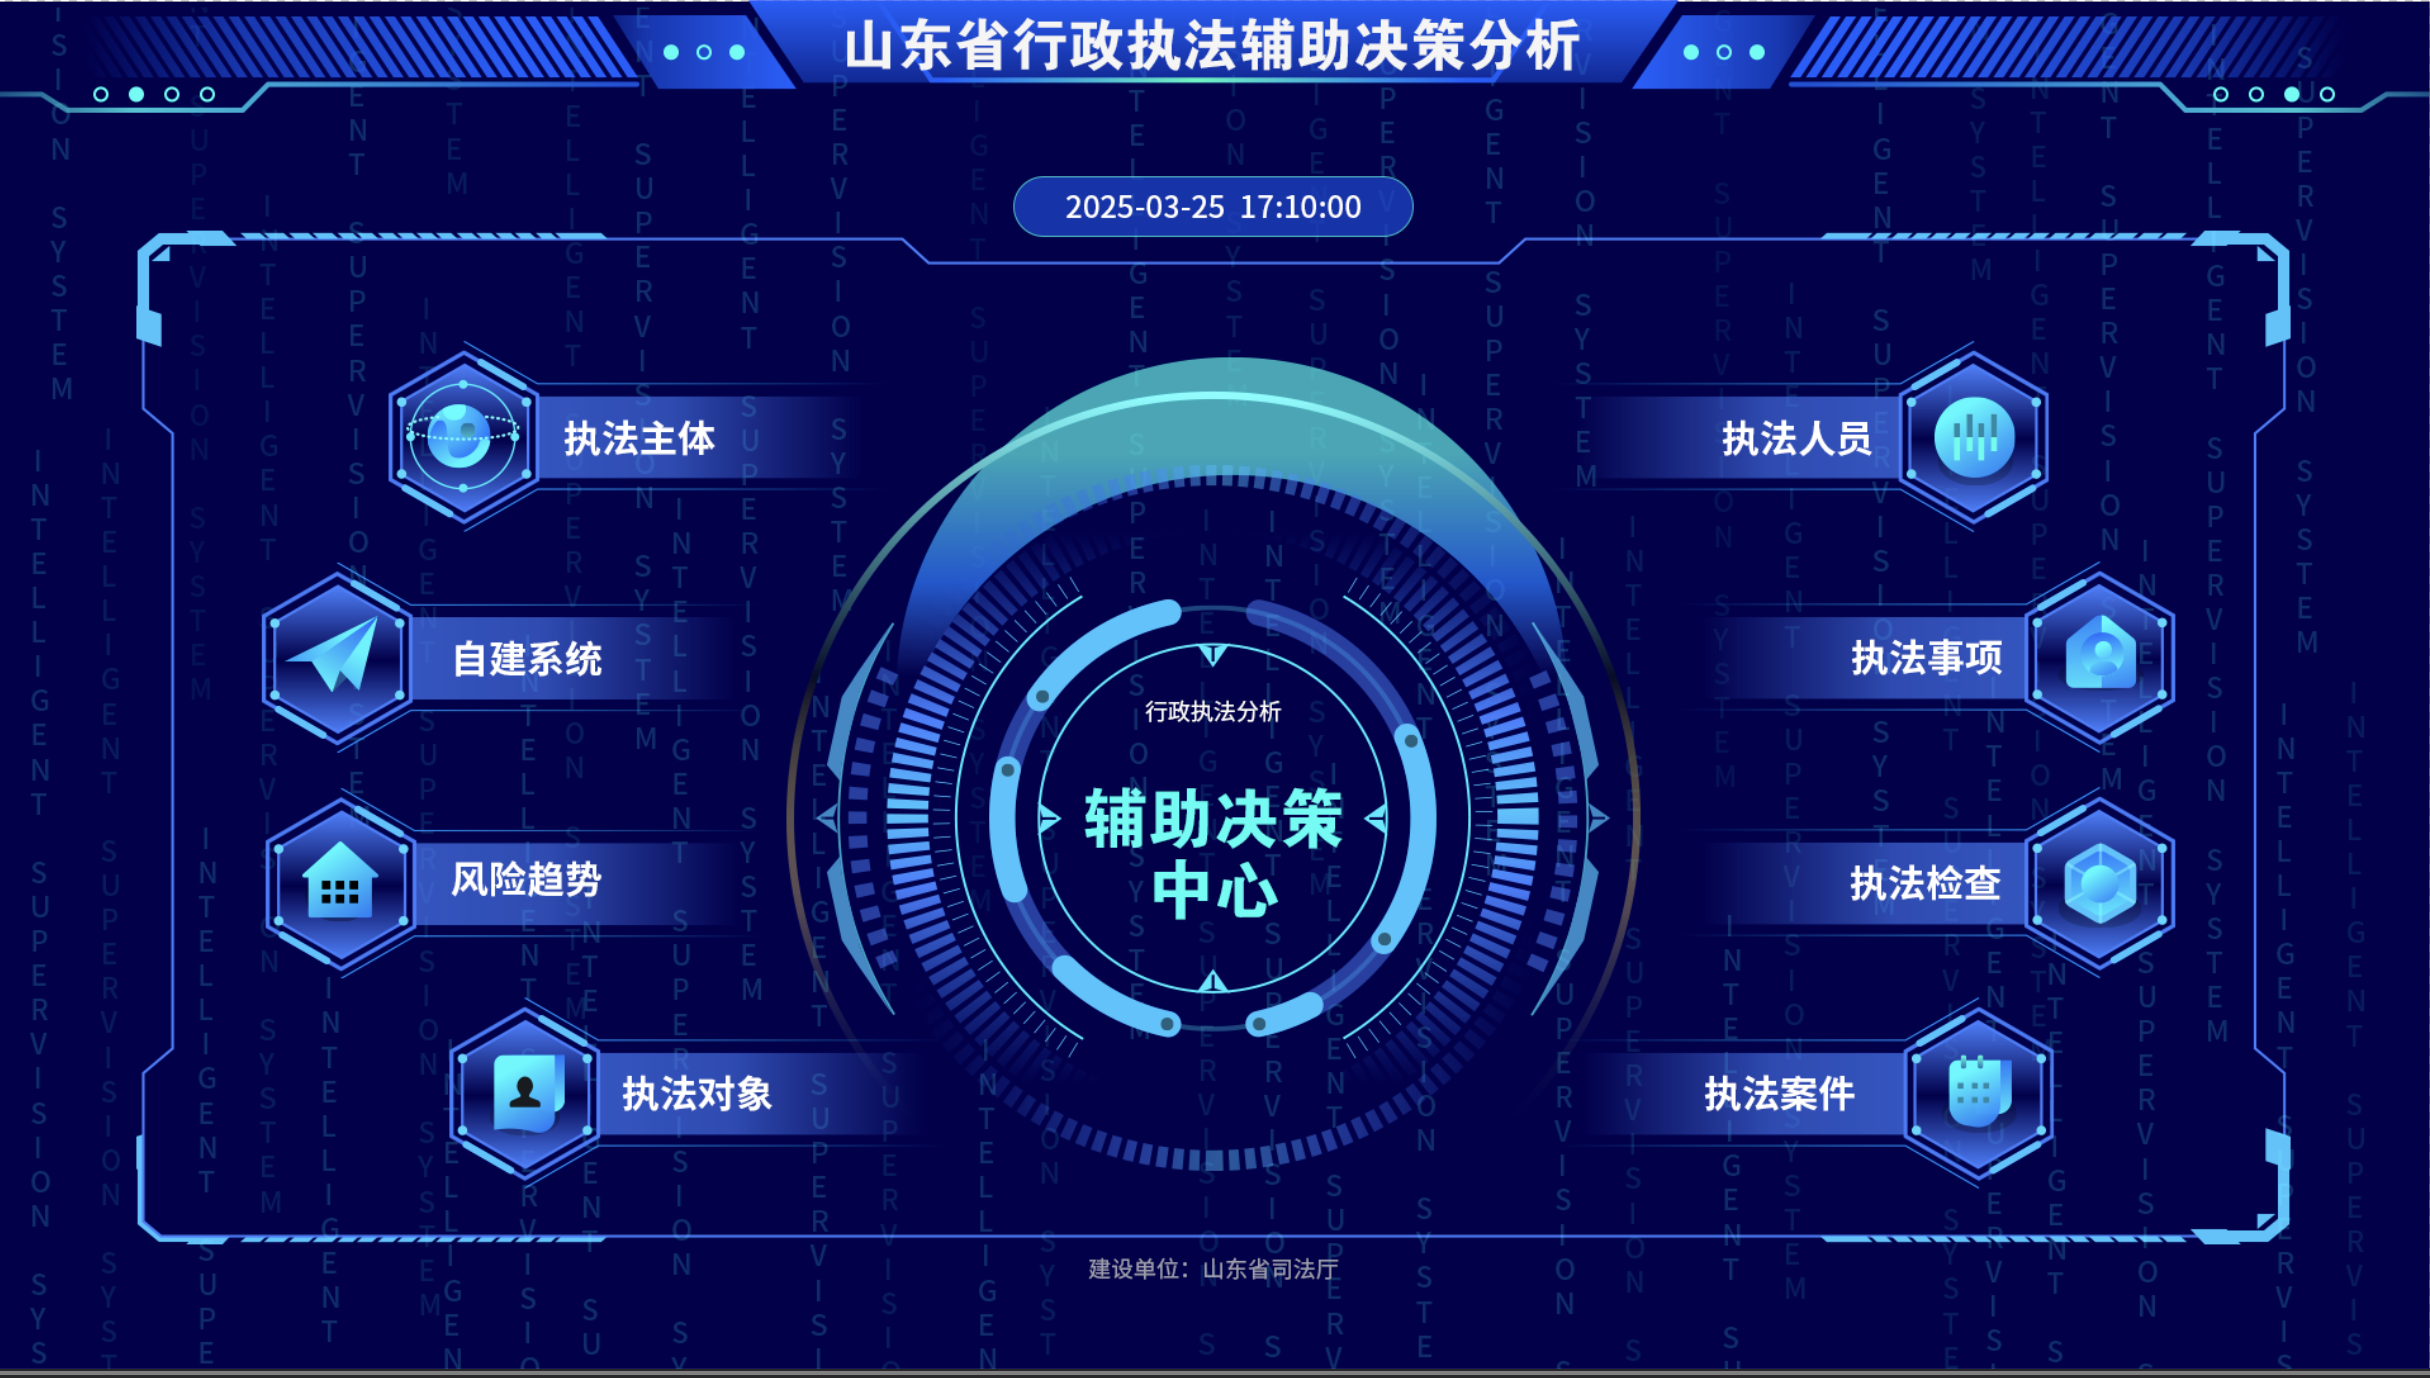 山东省行政执法辅助决策分析
2025-03-25 17:10:00
执法主体
执法人员
自建系统
执法事项
行政执法分析
辅助决策
中心
风险趋势
执法检查
执法对象
执法案件
建设单位：山东省司法厅
INTELLIGENT SUPERVISION SYSTEM